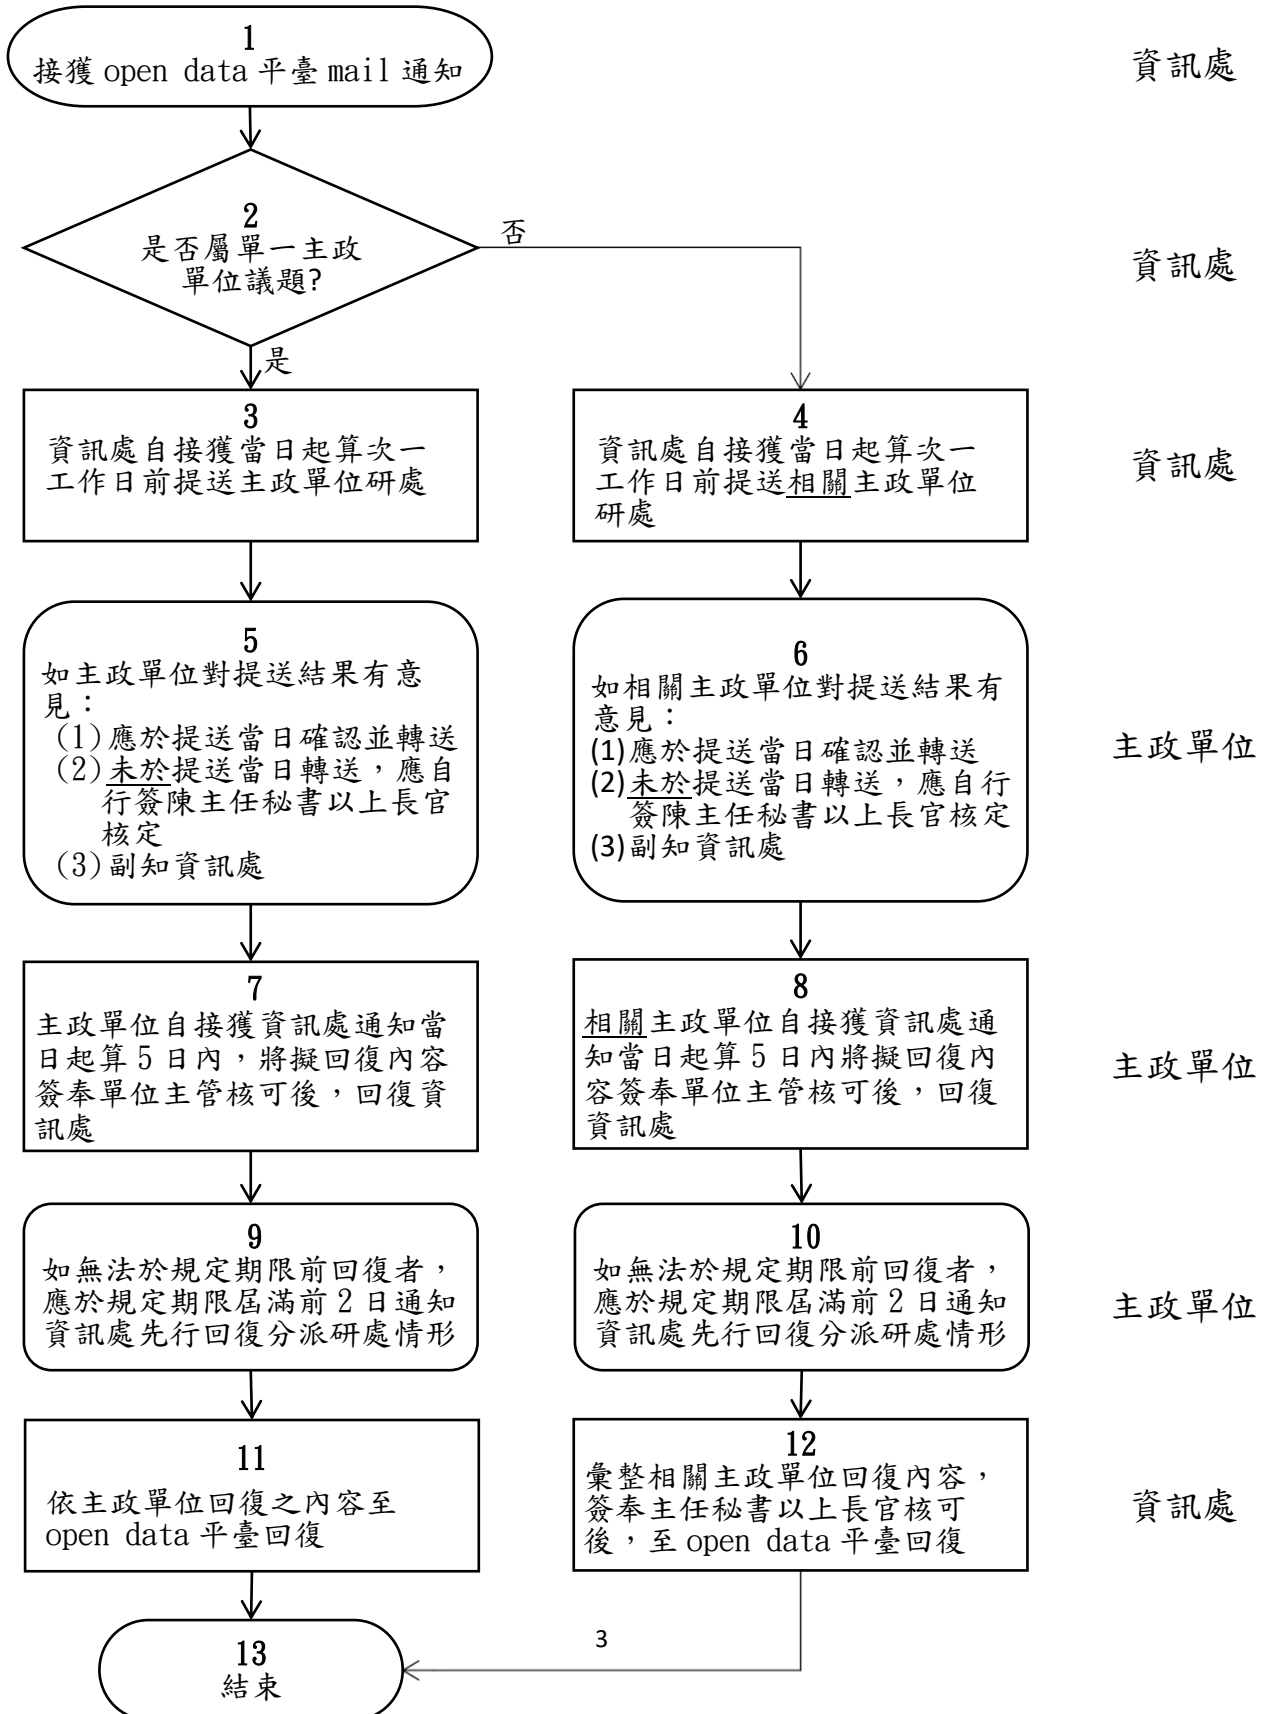 1
接獲 open data 平臺 mail 通知
資訊處
2
是否屬單一主政
單位議題?
否
資訊處
是
3
資訊處自接獲當日起算次一
工作日前提送主政單位研處
4
資訊處自接獲當日起算次一
工作日前提送相關主政單位
研處
資訊處
5
如主政單位對提送結果有意
見：
(1)應於提送當日確認並轉送
(2)未於提送當日轉送，應自
行簽陳主任秘書以上長官
核定
(3)副知資訊處
6
如相關主政單位對提送結果有
意見：
(1)應於提送當日確認並轉送
(2)未於提送當日轉送，應自行
簽陳主任秘書以上長官核定
(3)副知資訊處
主政單位
7
主政單位自接獲資訊處通知當
日起算 5 日內，將擬回復內容
簽奉單位主管核可後，回復資
訊處
8
相關主政單位自接獲資訊處通
知當日起算 5 日內將擬回復內
容簽奉單位主管核可後，回復
資訊處
主政單位
9
如無法於規定期限前回復者，
應於規定期限屆滿前 2 日通知
資訊處先行回復分派研處情形
10
如無法於規定期限前回復者，
應於規定期限屆滿前 2 日通知
資訊處先行回復分派研處情形
主政單位
11
依主政單位回復之內容至
open data 平臺回復
12
彙整相關主政單位回復內容，
簽奉主任秘書以上長官核可
後，至 open data 平臺回復
資訊處
3
13
結束